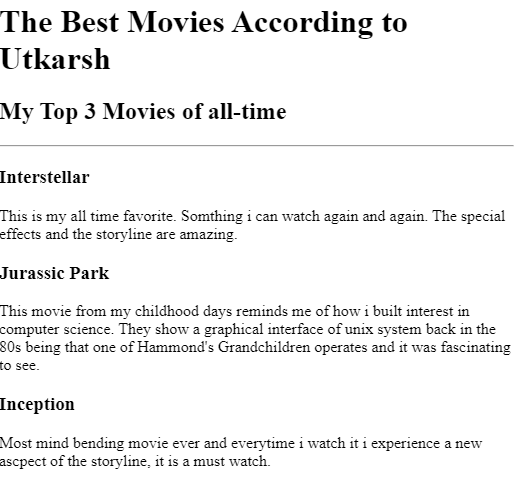 The Best Movies According to
Utkarsh
My Top 3 Movies of all-time
Interstellar
This is my all time favorite. Somthing i can watch again and again. The special
effects and the storyline are amazing.
Jurassic Park
This movie from my childhood days reminds me of how i built interest in
computer science. They show a graphical interface of unix system back in the
80s being that one of Hammond's Grandchildren operates and it was fascinating
to see.
Inception
Most mind bending movie ever and everytime i watch it i experience a new
ascpect of the storyline, it is a must watch.